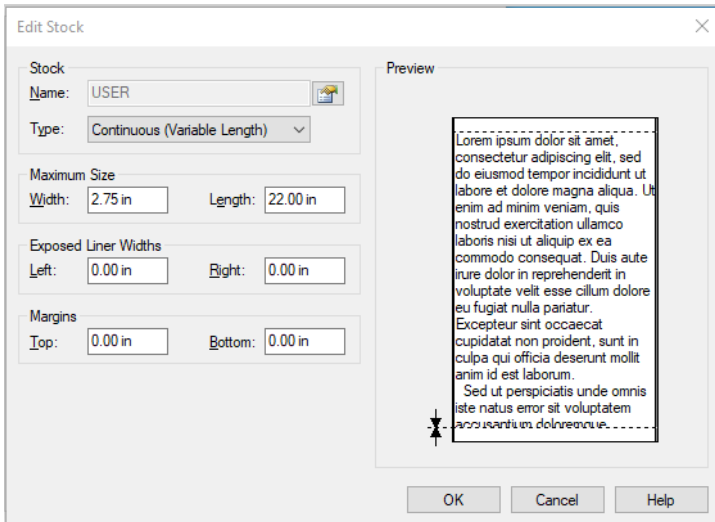 Edit Stock
Stock
Name: USER
Type: Continuous (Variable Length)
Maximum Size
Width: 2.75 in Length: 22.00 in
Exposed Liner Widths
Left: 0.00 in Right: 0.00 in
Margins
Top: 0.00 in Bottom: 0.00 in
Preview
Lorem ipsum dolor sit amet,
consectetur adipiscing elit, sed
do eiusmod tempor incididunt ut
labore et dolore magna aliqua. Ut
enim ad minim veniam, quis
nostrud exercitation ullamco
laboris nisi ut aliquip ex ea
commodo consequat. Duis aute
irure dolor in reprehenderit in
voluptate velit esse cillum dolore
eu fugiat nulla pariatur.
Excepteur sint occaecat
cupidatat non proident, sunt in
culpa qui officia deserunt mollit
anim id est laborum.
Sed ut perspiciatis unde omnis
iste natus error sit voluptatem
accusantium doloremque
OK Cancel Help